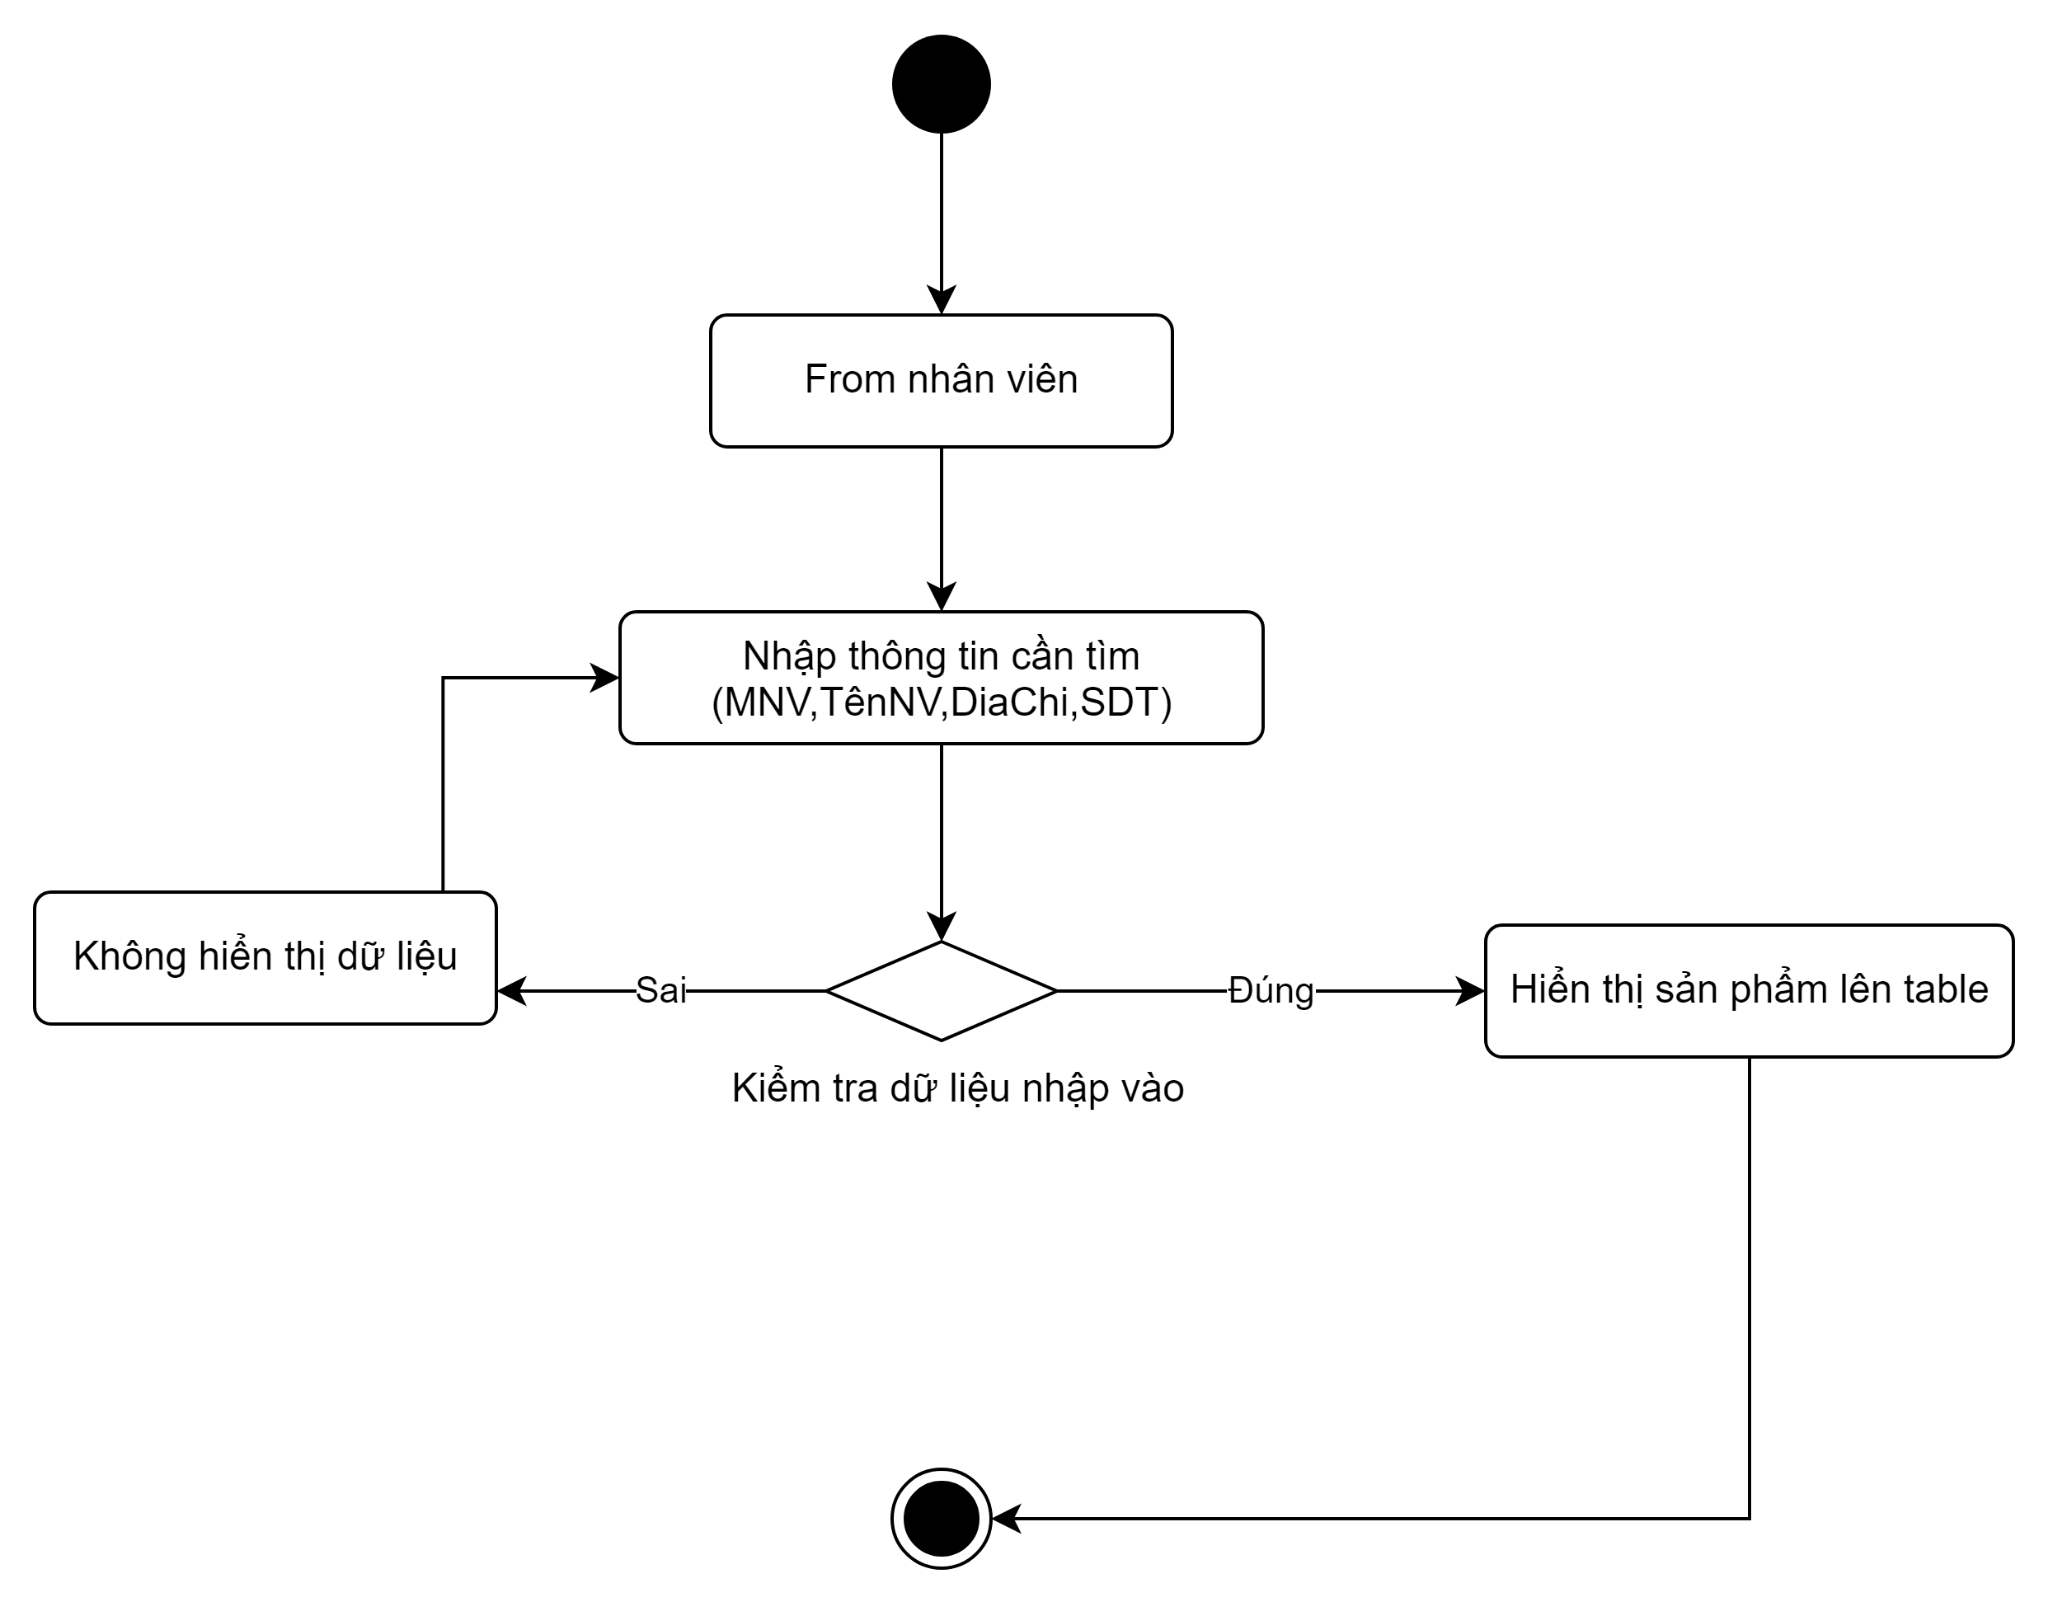 From nhân viên
Nhập thông tin cần tìm
(MNV,TênNV,DiaChi,SDT)
Không hiển thị dữ liệu
Sai
Đúng
Hiển thị sản phẩm lên table
Kiểm tra dữ liệu nhập vào